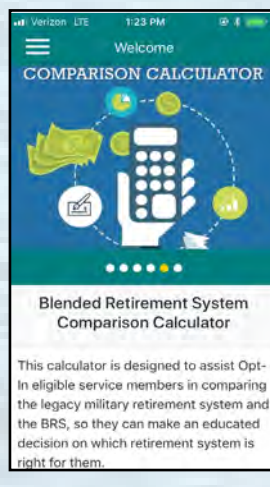 Verizon LTE 1:23 PM
Welcome
COMPARISON CALCULATOR
Blended Retirement System
Comparison Calculator
This calculator is designed to assist Opt-
In eligible service members in comparing
the legacy military retirement system and
the BRS, so they can make an educated
decision on which retirement system is
right for them.